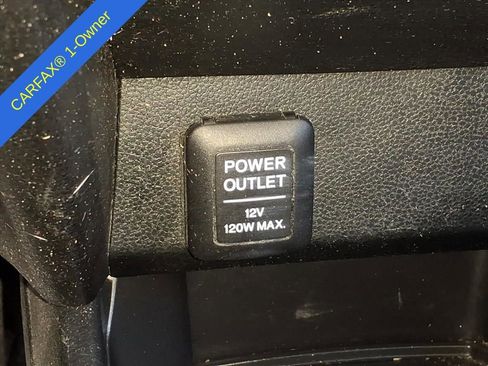 CARFAX® 1-Owner
POWER
OUTLET
12V
120W MAX.